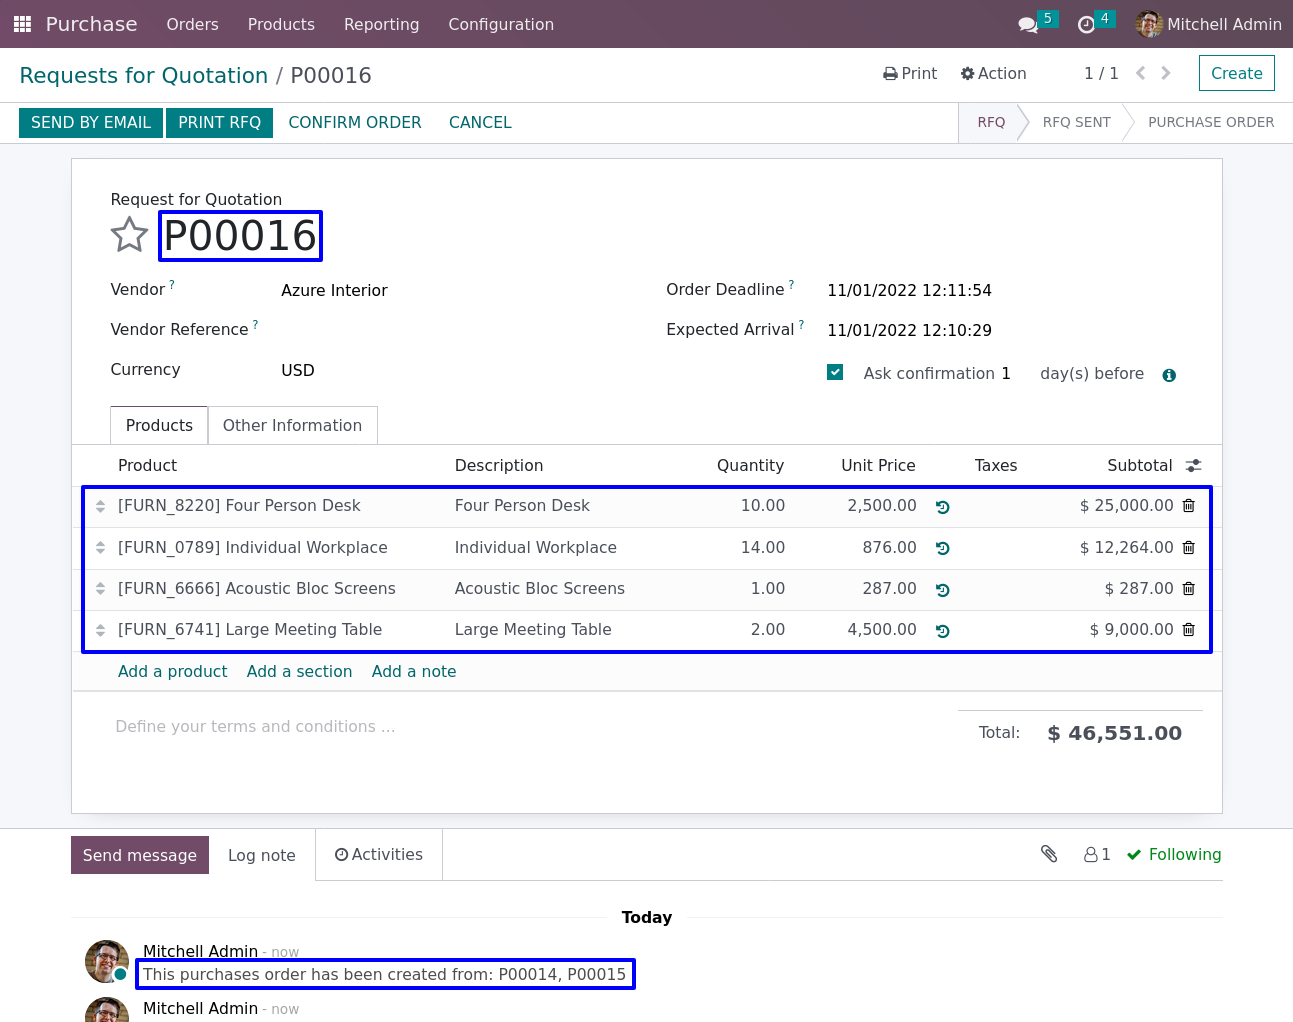 Purchase Orders Products Reporting Configuration 5 4 Mitchell Admin
Requests for Quotation / P00016 Print Action 1 / 1 Create
SEND BY EMAIL PRINT RFQ CONFIRM ORDER CANCEL RFQ RFQ SENT PURCHASE ORDER
Request for Quotation
P00016
Vendor ? Azure Interior Order Deadline ? 11/01/2022 12:11:54
Vendor Reference ? Expected Arrival ? 11/01/2022 12:10:29
Currency USD Ask confirmation 1 day(s) before
Products Other Information
Product Description Quantity Unit Price Taxes Subtotal
[FURN_8220] Four Person Desk Four Person Desk 10.00 2,500.00 $ 25,000.00
[FURN_0789] Individual Workplace Individual Workplace 14.00 876.00 $ 12,264.00
[FURN_6666] Acoustic Bloc Screens Acoustic Bloc Screens 1.00 287.00 $ 287.00
[FURN_6741] Large Meeting Table Large Meeting Table 2.00 4,500.00 $ 9,000.00
Add a product Add a section Add a note
Define your terms and conditions ... Total: $ 46,551.00
Send message Log note Activities 1 Following
Today
Mitchell Admin - now
This purchases order has been created from: P00014, P00015
Mitchell Admin - now